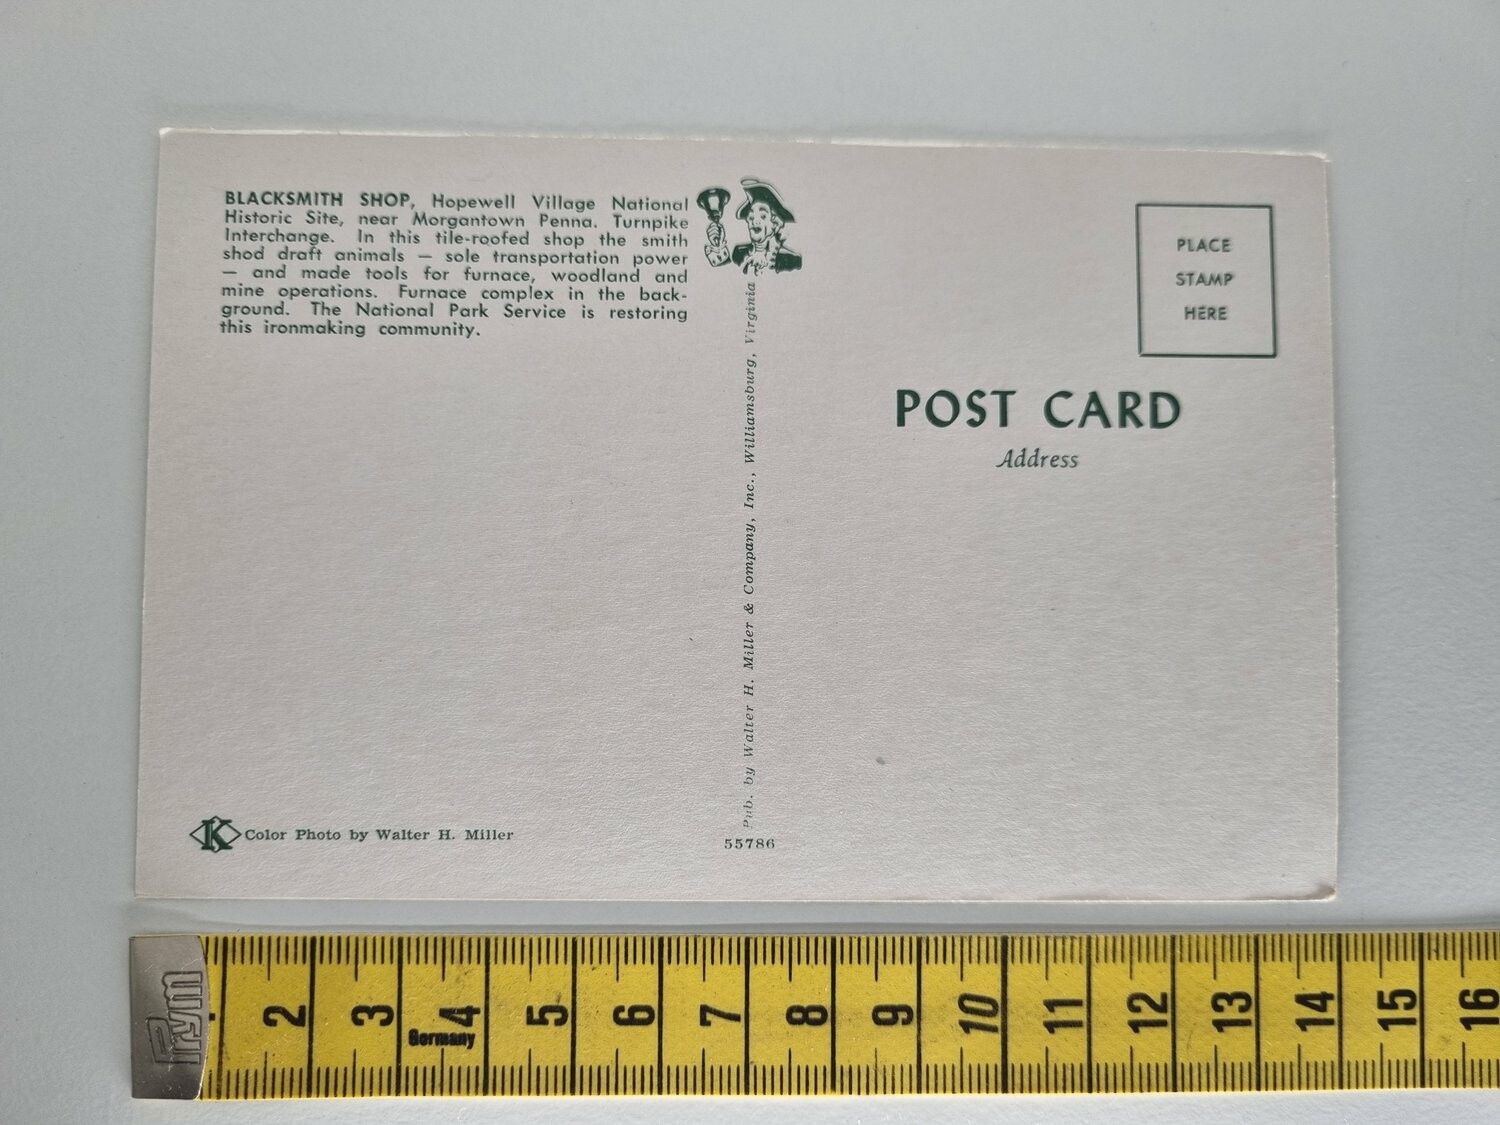 BLACKSMITH SHOP, Hopewell Village National
Historic Site, near Morgantown Penna. Turnpike
Interchange. In this tile-roofed shop the smith
shod draft animals — sole transportation power
— and made tools for furnace, woodland and
mine operations. Furnace complex in the back-
ground. The National Park Service is restoring
this ironmaking community.
K Color Photo by Walter H. Miller
Pub. by Walter H. Miller & Company, Inc., Williamsburg, Virginia
55786
PLACE
STAMP
HERE
POST CARD
Address
Prym
2 3 4 5 6 7 8 9 10 11 12 13 14 15 16
Germany